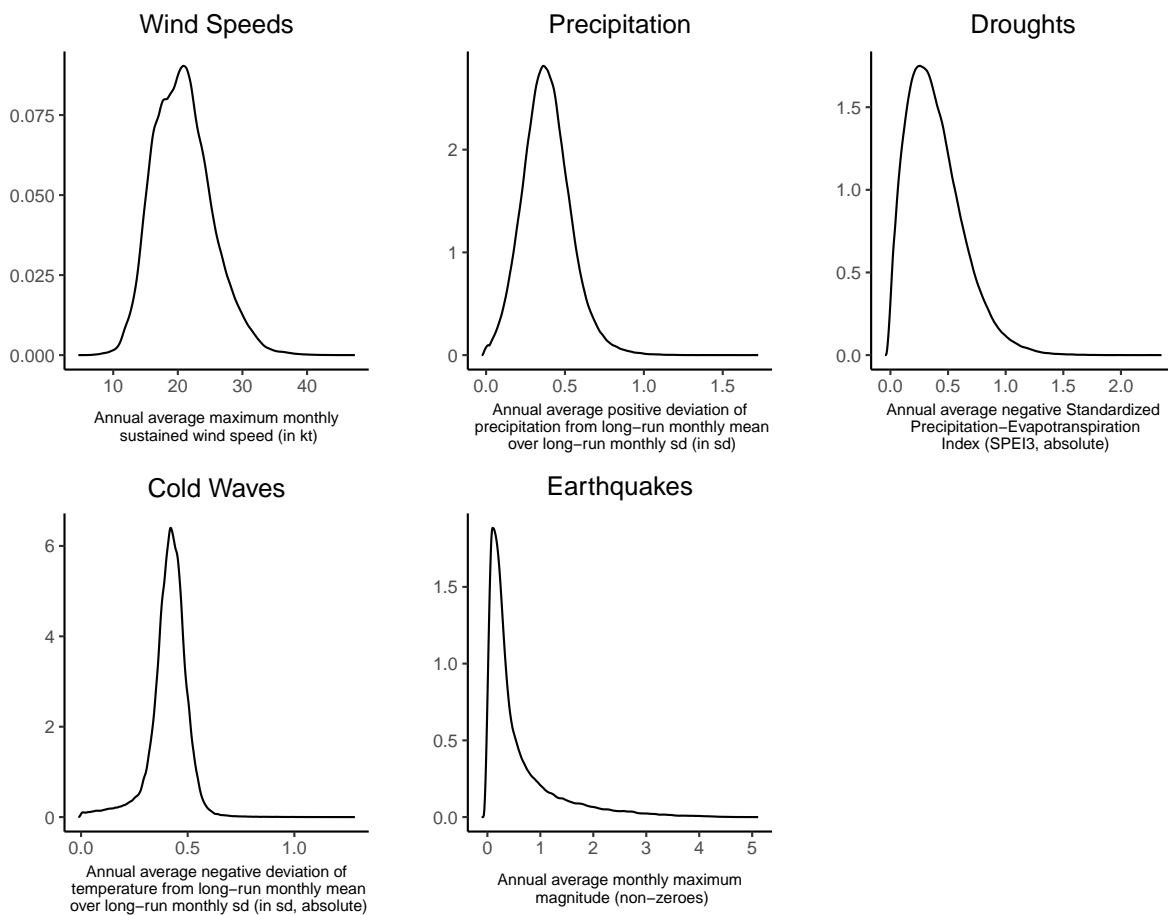 Wind Speeds
0.075
0.050
0.025
0.000
10 20 30 40
Annual average maximum monthly
sustained wind speed (in kt)
Precipitation
2
1
0
0.0 0.5 1.0 1.5
Annual average positive deviation of
precipitation from long−run monthly mean
over long−run monthly sd (in sd)
Droughts
1.5
1.0
0.5
0.0
0.0 0.5 1.0 1.5 2.0
Annual average negative Standardized
Precipitation−Evapotranspiration
Index (SPEI3, absolute)
Cold Waves
6
4
2
0
0.0 0.5 1.0
Annual average negative deviation of
temperature from long−run monthly mean
over long−run monthly sd (in sd, absolute)
Earthquakes
1.5
1.0
0.5
0.0
0 1 2 3 4 5
Annual average monthly maximum
magnitude (non−zeroes)